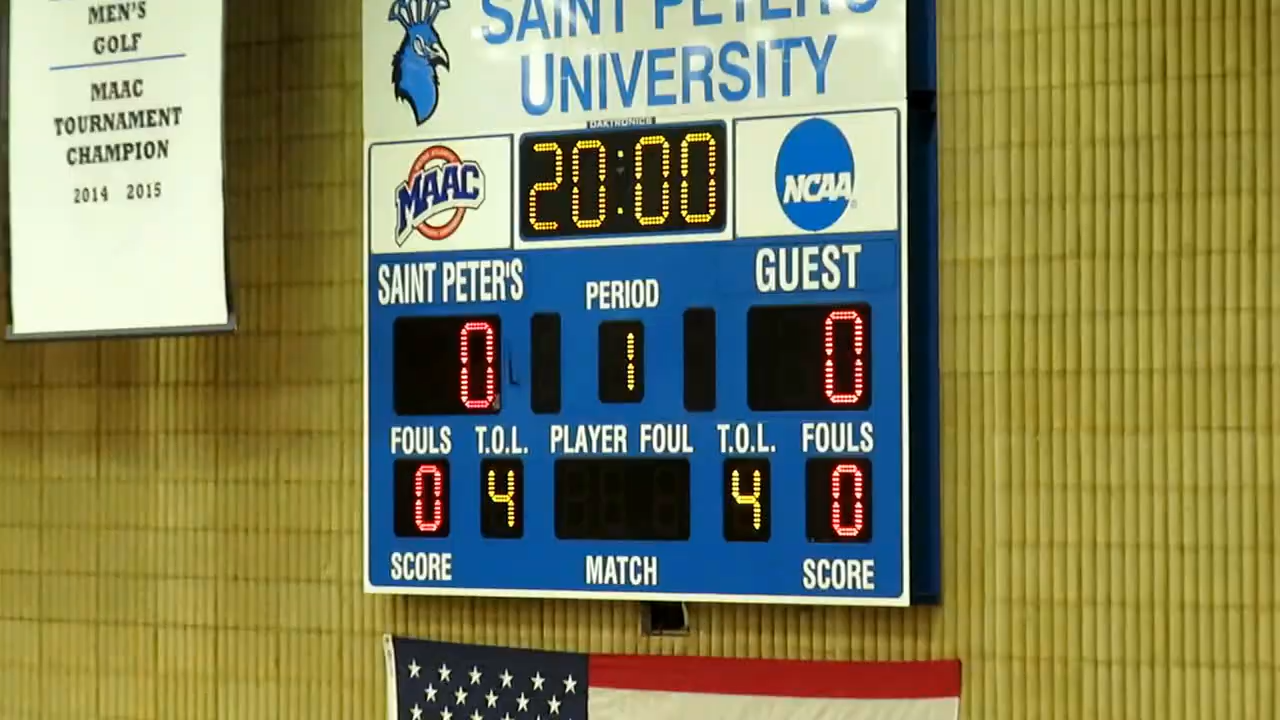 MEN'S
GOLF
MAAC
TOURNAMENT
CHAMPION
2014 2015
SAINT PETER'S
UNIVERSITY
DAKTRONICS
MAAC
20:00
NCAA
SAINT PETER'S
GUEST
PERIOD
0 1 0
FOULS T.O.L. PLAYER FOUL T.O.L. FOULS
0 4 4 0
SCORE MATCH SCORE